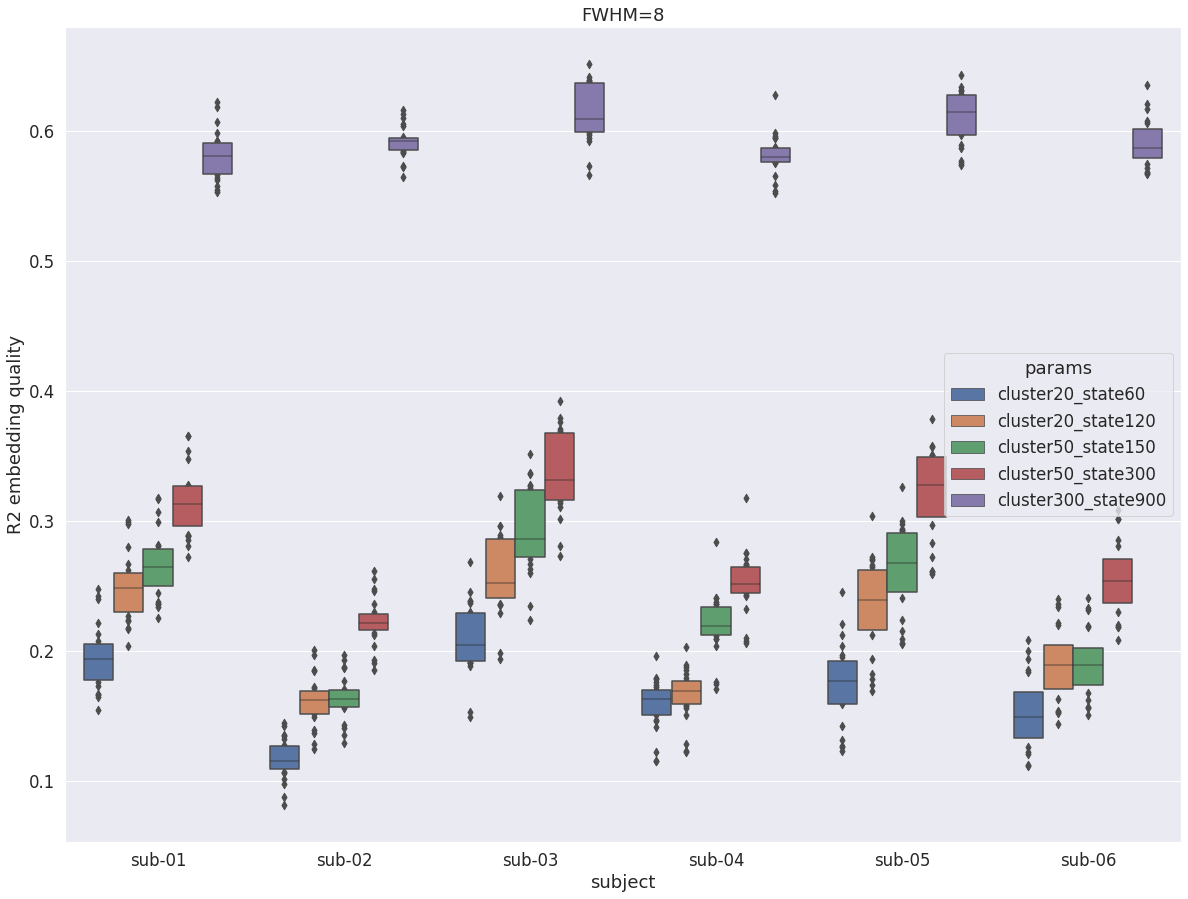 FWHM=8
R2 embedding quality
0.6
0.5
0.4
0.3
0.2
0.1
params
cluster20_state60
cluster20_state120
cluster50_state150
cluster50_state300
cluster300_state900
sub-01
sub-02
sub-03
sub-04
sub-05
sub-06
subject